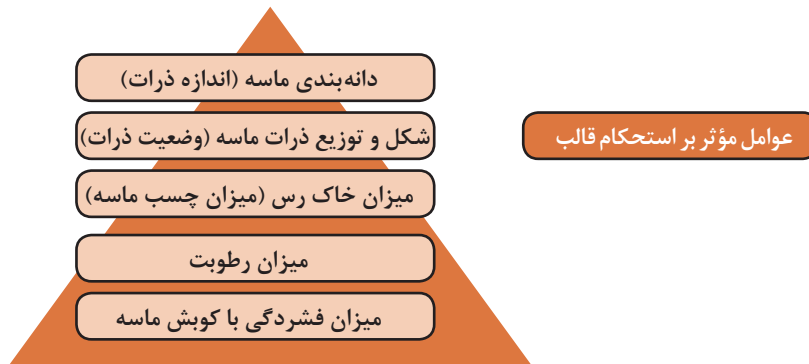 دانه‌بندی ماسه (اندازه ذرات)
شکل و توزیع ذرات ماسه (وضعیت ذرات)
عوامل مؤثر بر استحکام قالب
میزان خاک رس (میزان چسب ماسه)
میزان رطوبت
میزان فشردگی با کوبش ماسه